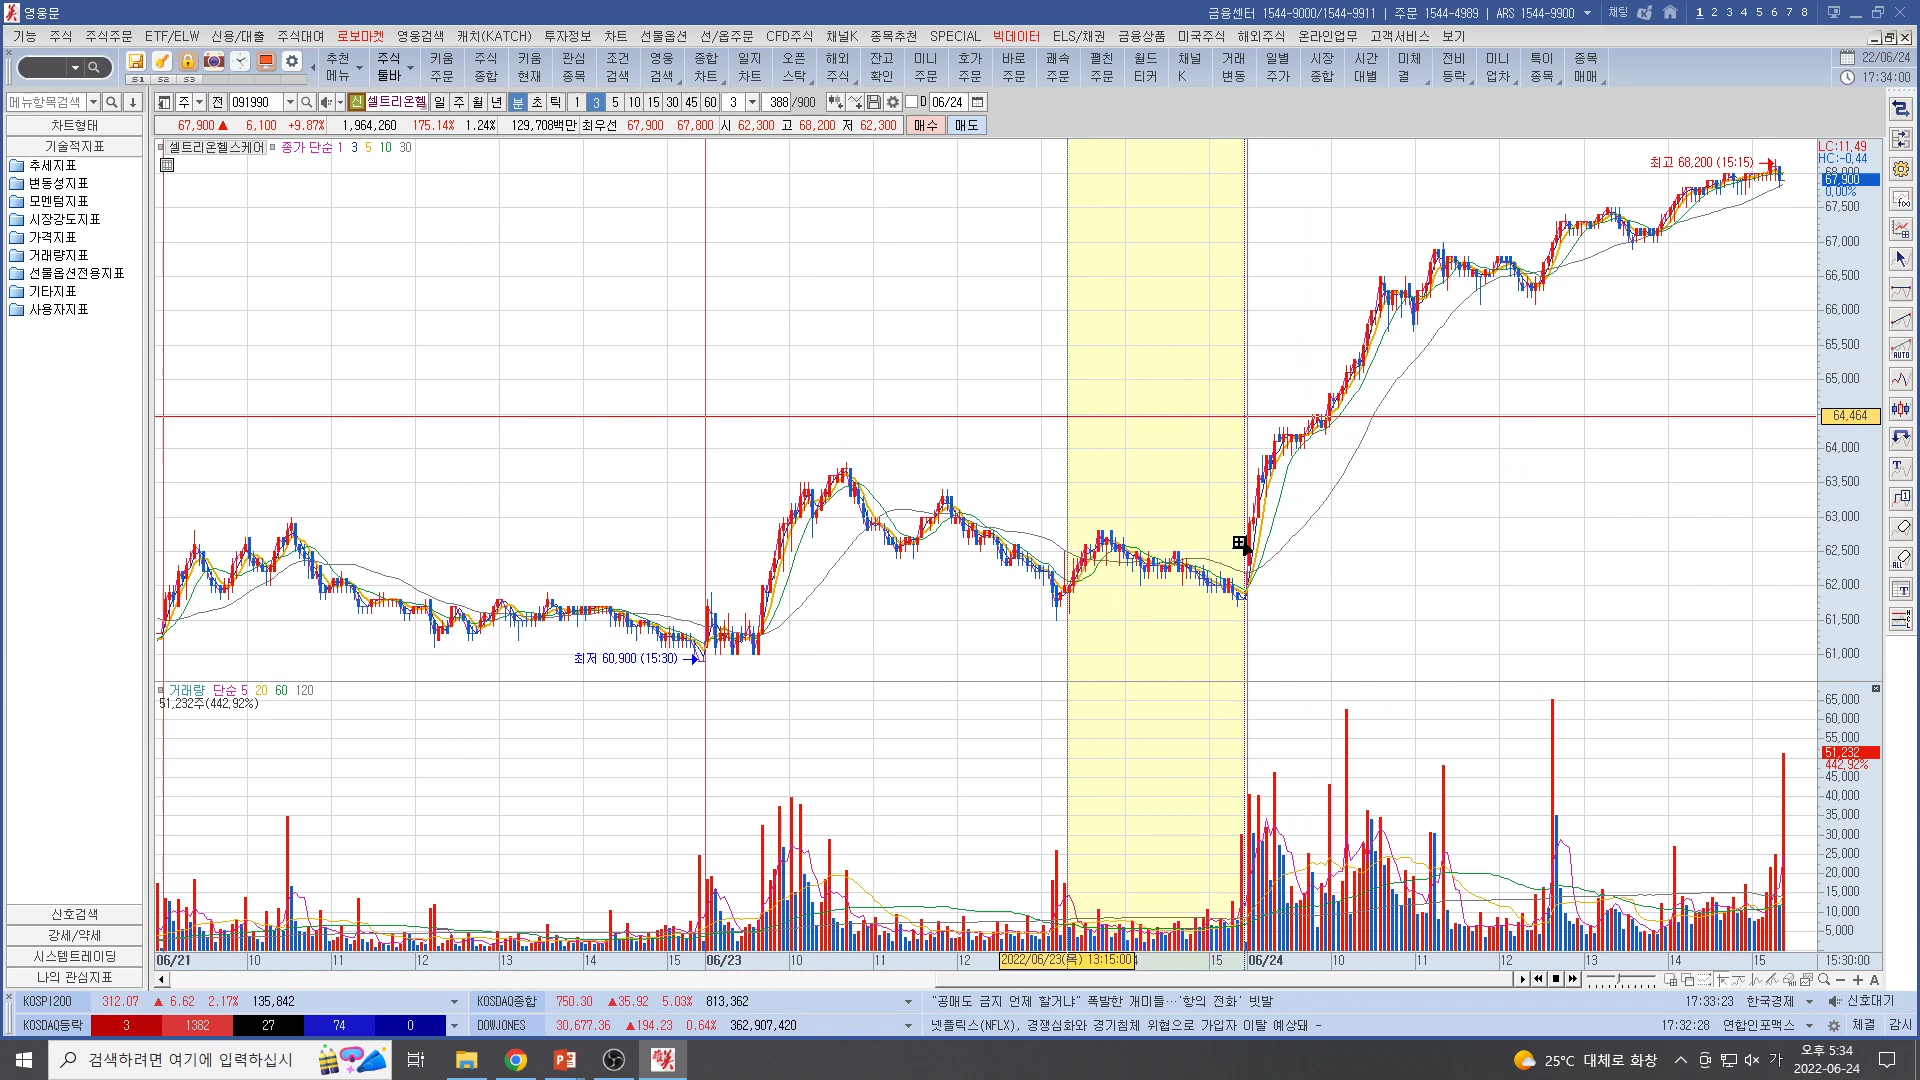 영웅문
금융센터 1544-9000/1544-9911 | 주문 1544-4989 | ARS 1544-9900 채팅 1 2 3 4 5 6 7 8
기능 주식 주식주문 ETF/ELW 신용/대출 주식대여 로보마켓 영웅검색 캐치(KATCH) 투자정보 차트 선물옵션 선/옵주문 CFD주식 채널K 종목추천 SPECIAL 빅데이터 ELS/채권 금융상품 미국주식 해외주식 온라인업무 고객서비스 보기
S1 S2 S3
추천 주식 키움 주식 키움 관심 조건 영웅 종합 일지 오픈 해외 잔고 미니 호가 바로 쾌속 펼친 월드 채널 거래 일별 시장 시간 미체 전비 미니 특이 종목
메뉴 툴바 주문 종합 현재 종목 검색 검색 차트 차트 스탁 주식 확인 주문 주문 주문 주문 주문 티커 K 변동 주가 종합 대별 결 등락 업차 종목 매매
22/06/24
17:34:00
메뉴항목검색
주 전 091990 신 셀트리온헬 일 주 월 년 분 초 틱 1 3 5 10 15 30 45 60 3 388 /900 D 06/24
67,900 ▲ 6,100 +9.87% 1,964,260 175.14% 1.24% 129,708백만 최우선 67,900 67,800 시 62,300 고 68,200 저 62,300 매수 매도
차트형태
기술적지표
추세지표
변동성지표
모멘텀지표
시장강도지표
가격지표
거래량지표
선물옵션전용지표
기타지표
사용자지표
신호검색
강세/약세
시스템트레이딩
나의 관심지표
셀트리온헬스케어 종가 단순 1 3 5 10 30
최고 68,200 (15:15)
최저 60,900 (15:30)
LC:11.49
HC:-0.44
68,000
67,900
0.00%
67,500
67,000
66,500
66,000
65,500
65,000
64,464
64,000
63,500
63,000
62,500
62,000
61,500
61,000
거래량 단순 5 20 60 120
51,232주(442.92%)
65,000
60,000
55,000
51,232
442.92%
45,000
40,000
35,000
30,000
25,000
20,000
15,000
10,000
5,000
06/21 10 11 12 13 14 15 06/23 10 11 12 2022/06/23(목) 13:15:00 15 06/24 10 11 12 13 14 15 15:30:00
AUTO
ALL
A
KOSPI200 312.07 ▲ 6.62 2.17% 135,842
KOSDAQ종합 750.30 ▲35.92 5.03% 813,362
"공매도 금지 언제 할거냐" 폭발한 개미들…'항의 전화' 빗발
17:33:23 한국경제 신호대기
KOSDAQ등락 3 1382 27 74 0
DOWJONES 30,677.36 ▲194.23 0.64% 362,907,420
넷플릭스(NFLX), 경쟁심화와 경기침체 위협으로 가입자 이탈 예상돼 -
17:32:28 연합인포맥스 체결 감시
검색하려면 여기에 입력하십시
25°C 대체로 화창
가
오후 5:34
2022-06-24